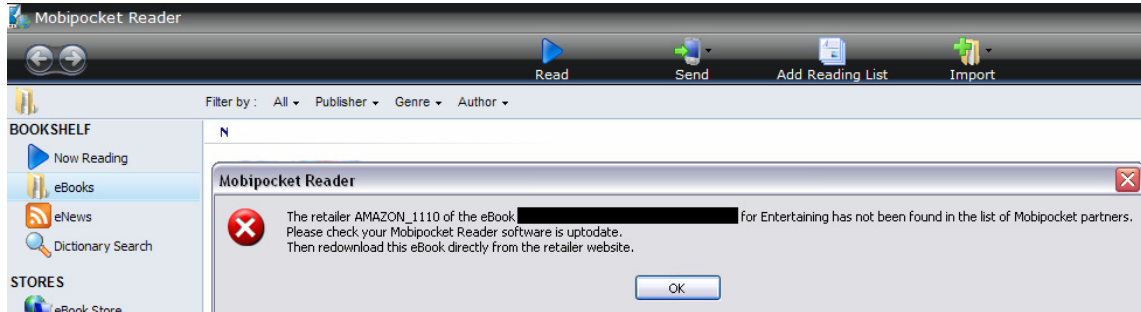 Mobipocket Reader
Read Send Add Reading List Import
Filter by : All Publisher Genre Author
BOOKSHELF
N
Now Reading
eBooks
eNews
Dictionary Search
STORES
eBook Store
Mobipocket Reader
The retailer AMAZON_1110 of the eBook for Entertaining has not been found in the list of Mobipocket partners.
Please check your Mobipocket Reader software is uptodate.
Then redownload this eBook directly from the retailer website.
OK